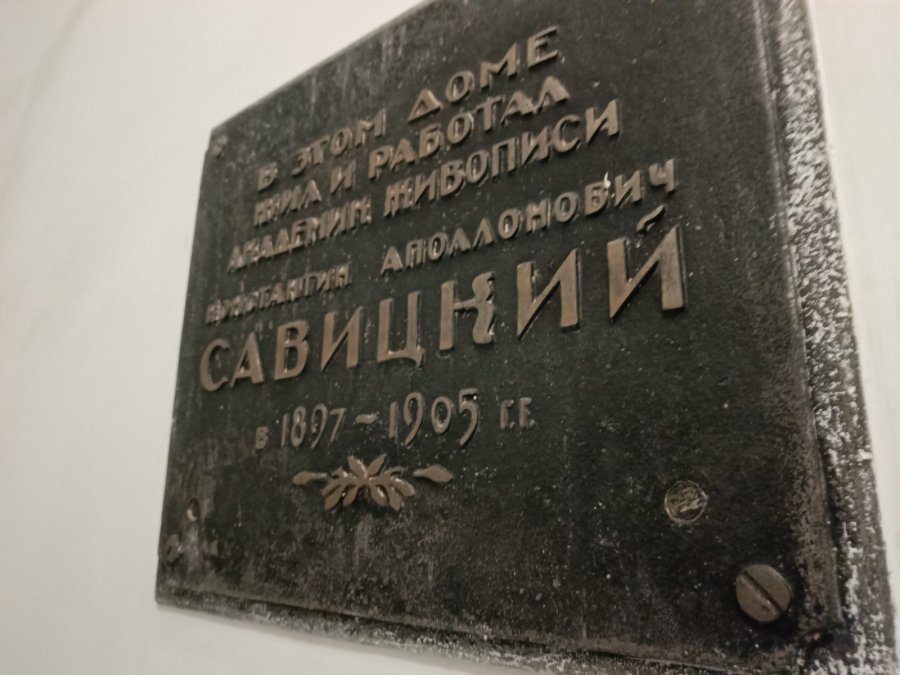 В ЭТОМ ДОМЕ
ЖИЛ И РАБОТАЛ
АКАДЕМИК ЖИВОПИСИ
КОНСТАНТИН АПОЛЛОНОВИЧ
САВИЦКИЙ
в 1897~1905 Г.Г.